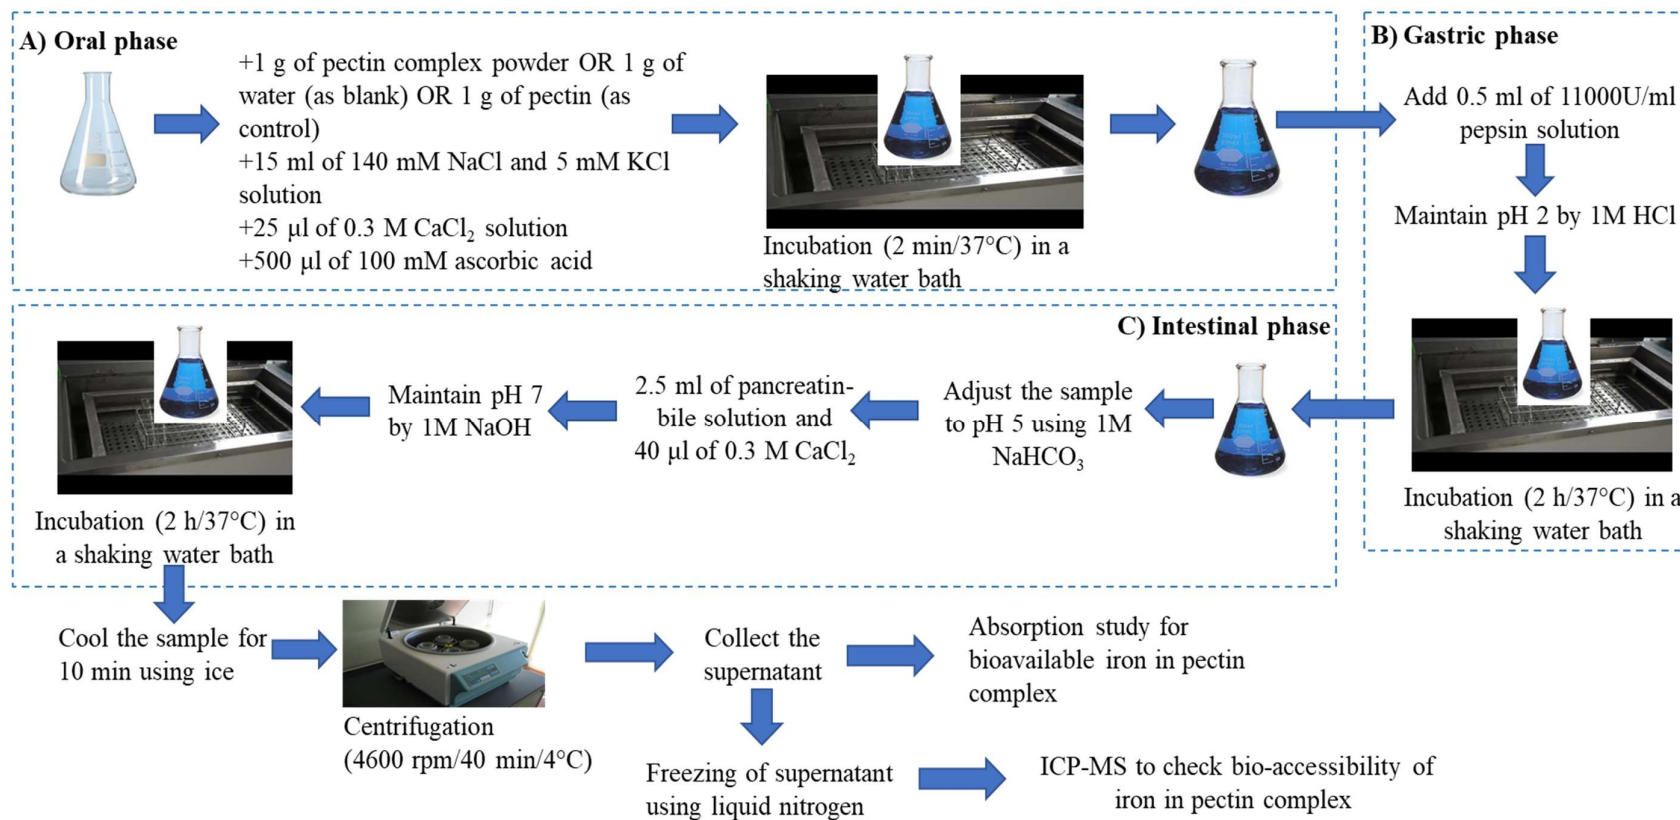 A) Oral phase
+1 g of pectin complex powder OR 1 g of
water (as blank) OR 1 g of pectin (as
control)
+15 ml of 140 mM NaCl and 5 mM KCl
solution
+25 µl of 0.3 M CaCl₂ solution
+500 µl of 100 mM ascorbic acid
Incubation (2 min/37°C) in a
shaking water bath
B) Gastric phase
Add 0.5 ml of 11000U/ml
pepsin solution
Maintain pH 2 by 1M HCl
Incubation (2 h/37°C) in a
shaking water bath
C) Intestinal phase
Adjust the sample
to pH 5 using 1M
NaHCO₃
2.5 ml of pancreatin-
bile solution and
40 µl of 0.3 M CaCl₂
Maintain pH 7
by 1M NaOH
Incubation (2 h/37°C) in
a shaking water bath
Cool the sample for
10 min using ice
Centrifugation
(4600 rpm/40 min/4°C)
Collect the
supernatant
Absorption study for
bioavailable iron in pectin
complex
Freezing of supernatant
using liquid nitrogen
ICP-MS to check bio-accessibility of
iron in pectin complex